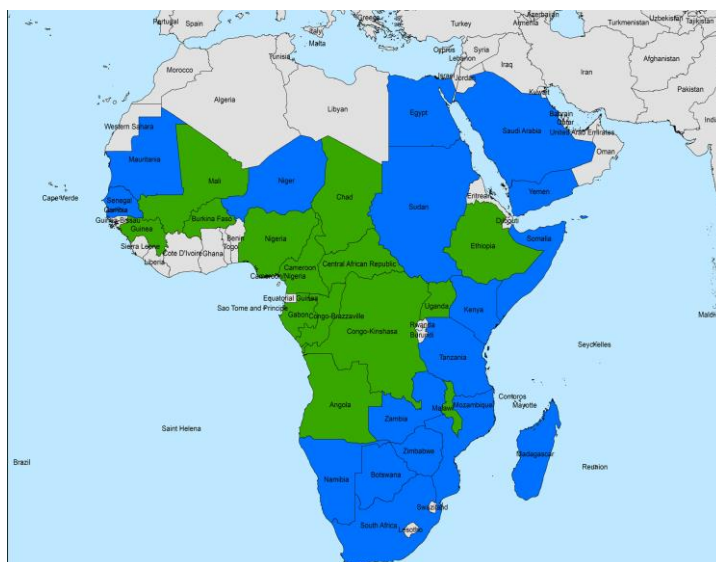 Portugal
Spain
Italy
Greece
Turkey
Armenia
Azerbaijan
Turkmenistan
Uzbekistan
Tajikistan
Malta
Tunisia
Cyprus
Lebanon
Syria
Israel
Jordan
Iraq
Iran
Afghanistan
Pakistan
Morocco
Algeria
Libyan
Egypt
Kuwait
Bahrain
Qatar
United Arab Emirates
Saudi Arabia
Oman
Western Sahara
Mauritania
Mali
Niger
Chad
Sudan
Eritrea
Yemen
Cape Verde
Senegal
Gambia
Guinea-Bissau
Guinea
Burkina Faso
Sierra Leone
Liberia
Cote D'Ivoire
Ghana
Benin
Togo
Nigeria
Cameroon
Cameroon/Nigeria
Central African Republic
Djibouti
Ethiopia
Somalia
Equatorial Guinea
Sao Tome and Principe
Gabon
Congo-Brazzaville
Congo-Kinshasa
Uganda
Kenya
Rwanda
Burundi
Tanzania
Seychelles
Angola
Zambia
Malawi
Mozambique
Comoros
Mayotte
Saint Helena
Brazil
Zimbabwe
Madagascar
Reunion
Namibia
Botswana
Swaziland
South Africa
Lesotho